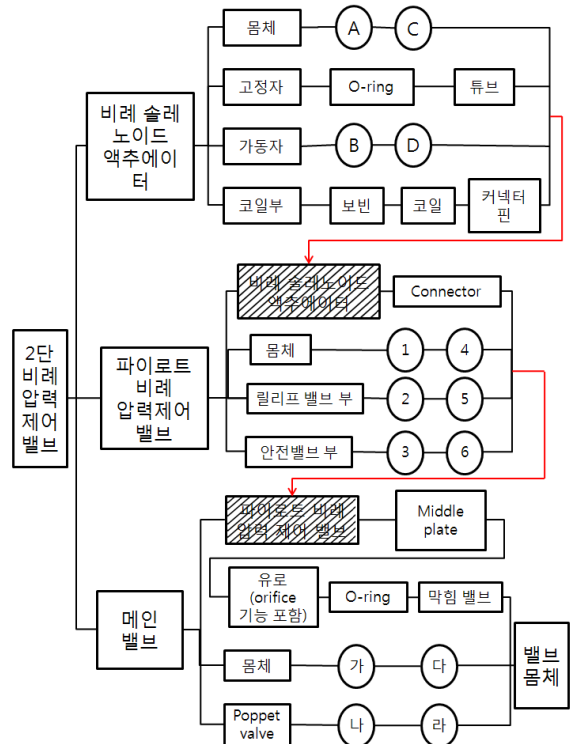 몸체
A
C
고정자
O-ring
튜브
비례 솔레
노이드
액추에이
터
가동자
B
D
코일부
보빈
코일
커넥터
핀
비례 솔레노이드
액추에이터
Connector
2단
비례
압력
제어
밸브
파이로트
비례
압력제어
밸브
몸체
1
4
릴리프 밸브 부
2
5
안전밸브 부
3
6
파이로트 비례
압력 제어 밸브
Middle
plate
유로
(orifice
기능 포함)
O-ring
막힘 밸브
메인
밸브
몸체
가
다
밸브
몸체
Poppet
valve
나
라